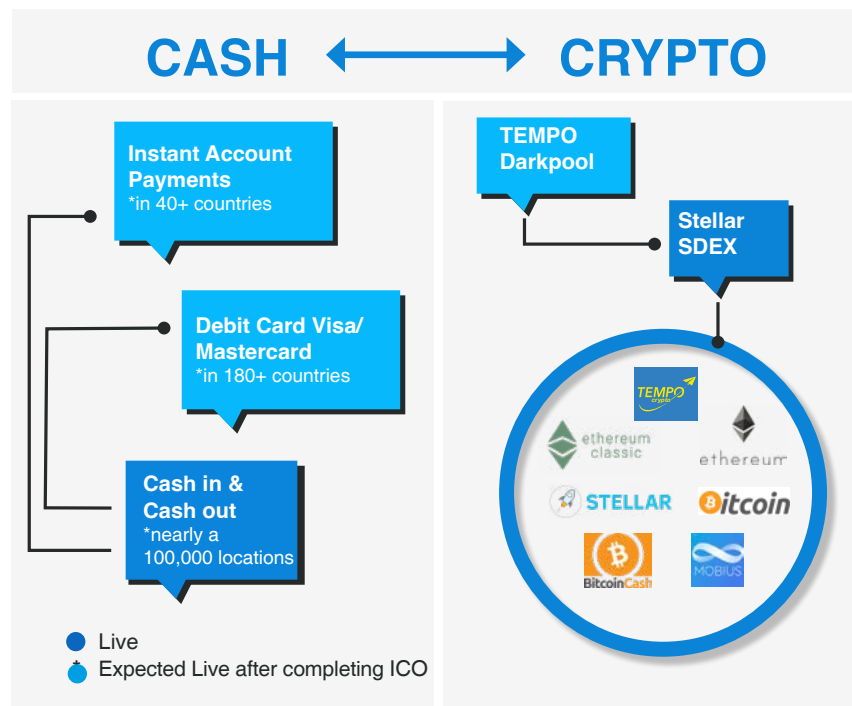 CASH
CRYPTO
Instant Account
Payments
*in 40+ countries
Debit Card Visa/
Mastercard
*in 180+ countries
Cash in &
Cash out
*nearly a
100,000 locations
Live
Expected Live after completing ICO
TEMPO
Darkpool
Stellar
SDEX
TEMPO
crypto
ethereum
classic
ethereum
STELLAR
Bitcoin
BitcoinCash
MOBIUS